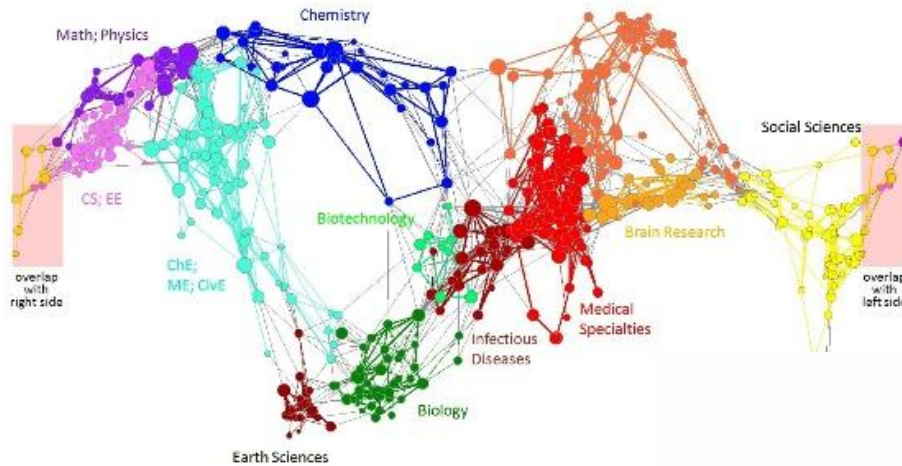 Chemistry
Math; Physics
Social Sciences
CS; EE
Biotechnology
Brain Research
ChE;
ME; CivE
overlap
with
right side
overlap
with
left side
Medical
Specialties
Infectious
Diseases
Biology
Earth Sciences